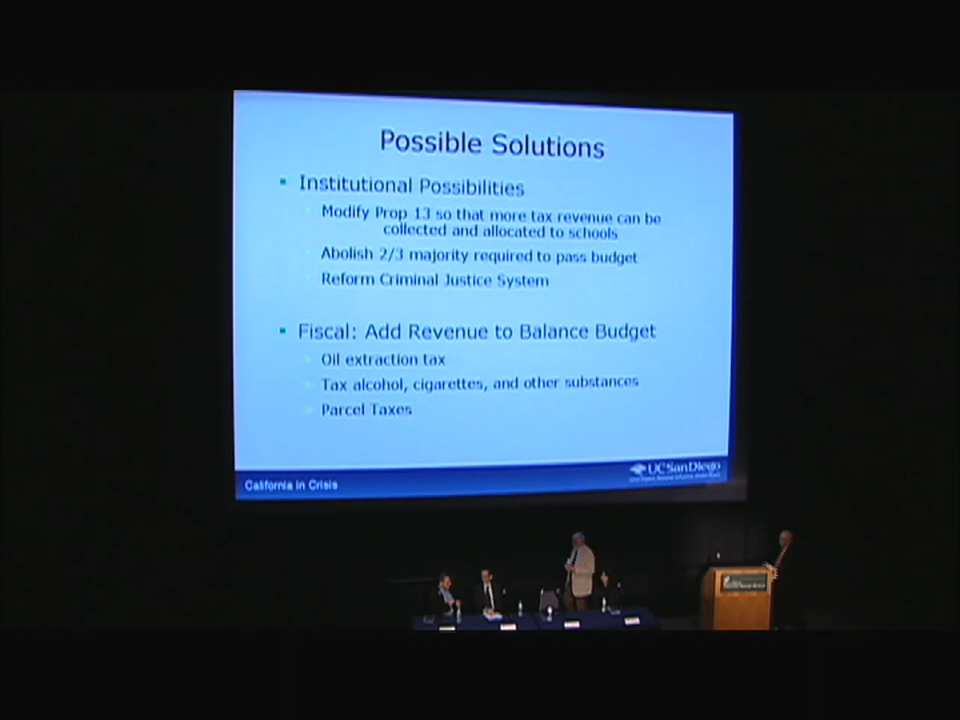 Possible Solutions
Institutional Possibilities
Modify Prop 13 so that more tax revenue can be
collected and allocated to schools
Abolish 2/3 majority required to pass budget
Reform Criminal Justice System
Fiscal: Add Revenue to Balance Budget
Oil extraction tax
Tax alcohol, cigarettes, and other substances
Parcel Taxes
California in Crisis
UC San Diego